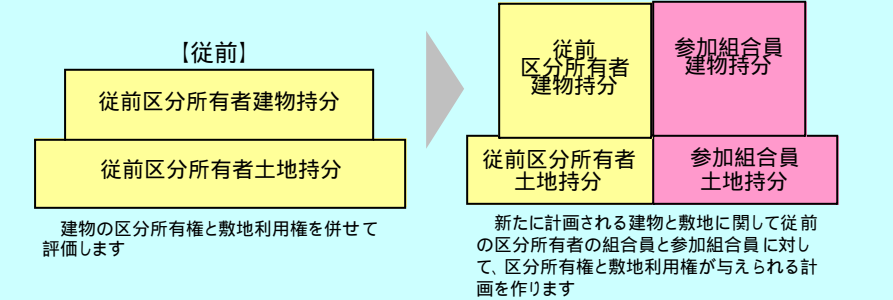 【従前】
従前区分所有者建物持分
従前区分所有者土地持分
建物の区分所有権と敷地利用権を併せて
評価します
従前
区分所有者
建物持分
参加組合員
建物持分
従前区分所有者
土地持分
参加組合員
土地持分
新たに計画される建物と敷地に関して従前
の区分所有者の組合員と参加組合員に対し
て、区分所有権と敷地利用権が与えられる計
画を作ります